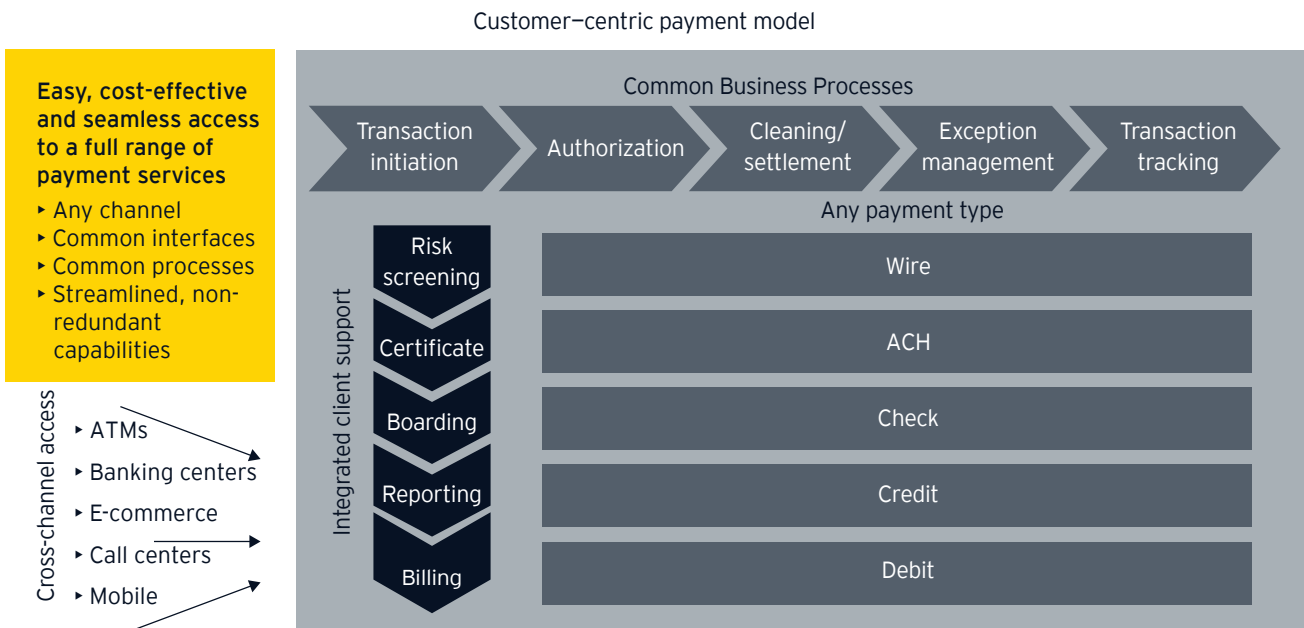 Customer–centric payment model
Easy, cost-effective
and seamless access
to a full range of
payment services
‣ Any channel
‣ Common interfaces
‣ Common processes
‣ Streamlined, non-
redundant
capabilities
Cross-channel access
‣ ATMs
‣ Banking centers
‣ E-commerce
‣ Call centers
‣ Mobile
Common Business Processes
Transaction
initiation
Authorization
Cleaning/
settlement
Exception
management
Transaction
tracking
Integrated client support
Risk
screening
Certificate
Boarding
Reporting
Billing
Any payment type
Wire
ACH
Check
Credit
Debit